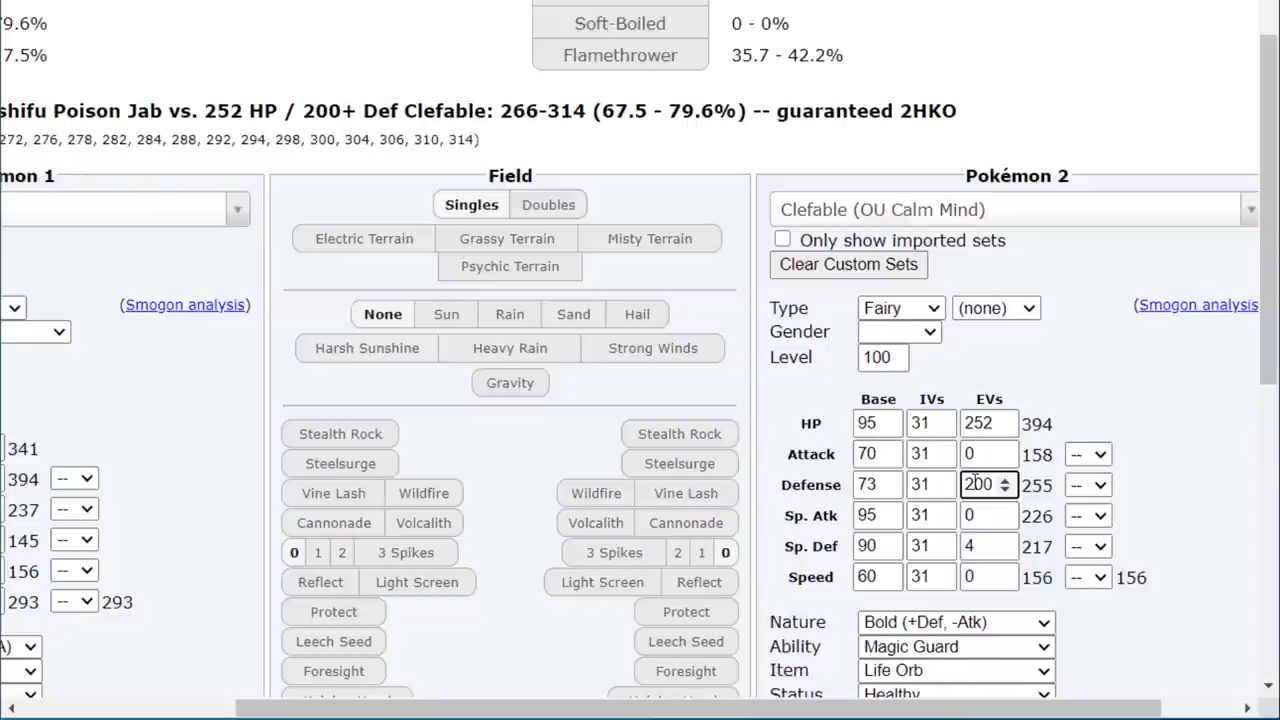 9.6%
Soft-Boiled 0 - 0%
7.5%
Flamethrower 35.7 - 42.2%
shifu Poison Jab vs. 252 HP / 200+ Def Clefable: 266-314 (67.5 - 79.6%) -- guaranteed 2HKO
272, 276, 278, 282, 284, 288, 292, 294, 298, 300, 304, 306, 310, 314)
mon 1
(Smogon analysis)
341
394 --
237 --
145 --
156 --
293 -- 293
A)
Field
Singles Doubles
Electric Terrain Grassy Terrain Misty Terrain
Psychic Terrain
None Sun Rain Sand Hail
Harsh Sunshine Heavy Rain Strong Winds
Gravity
Stealth Rock Stealth Rock
Steelsurge Steelsurge
Vine Lash Wildfire Wildfire Vine Lash
Cannonade Volcalith Volcalith Cannonade
0 1 2 3 Spikes 3 Spikes 2 1 0
Reflect Light Screen Light Screen Reflect
Protect Protect
Leech Seed Leech Seed
Foresight Foresight
Pokémon 2
Clefable (OU Calm Mind)
Only show imported sets
Clear Custom Sets
Type Fairy (none) (Smogon analysis
Gender
Level 100
Base IVs EVs
HP 95 31 252 394
Attack 70 31 0 158 --
Defense 73 31 200 255 --
Sp. Atk 95 31 0 226 --
Sp. Def 90 31 4 217 --
Speed 60 31 0 156 -- 156
Nature Bold (+Def, -Atk)
Ability Magic Guard
Item Life Orb
Status Healthy